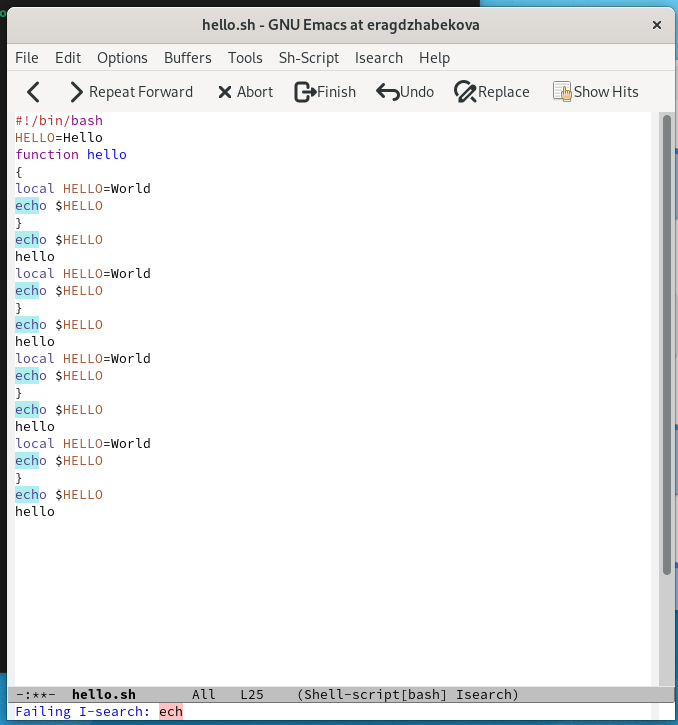 hello.sh - GNU Emacs at eragdzhabekova
File Edit Options Buffers Tools Sh-Script Isearch Help
Repeat Forward Abort Finish Undo Replace Show Hits
#!/bin/bash
HELLO=Hello
function hello
{
local HELLO=World
echo $HELLO
}
echo $HELLO
hello
local HELLO=World
echo $HELLO
}
echo $HELLO
hello
local HELLO=World
echo $HELLO
}
echo $HELLO
hello
local HELLO=World
echo $HELLO
}
echo $HELLO
hello
-:**- hello.sh All L25 (Shell-script[bash] Isearch)
Failing I-search: ech